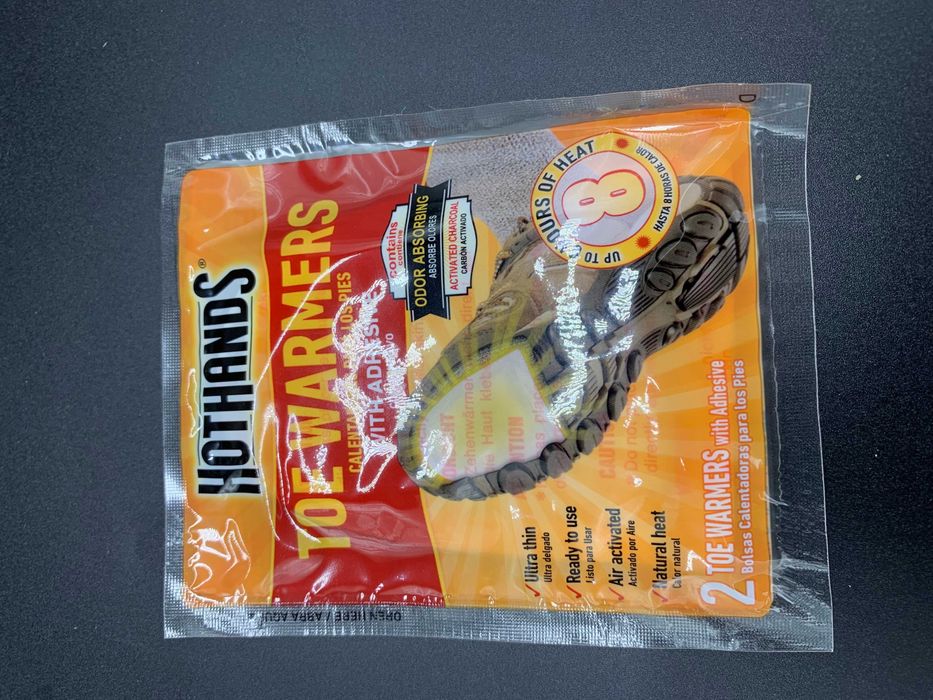 HOTHANDS®
TOE WARMERS
CALENTADORAS PARA LOS PIES
WITH ADHESIVE
contains
contiene
ODOR ABSORBING
ABSORBE OLORES
ACTIVATED CHARCOAL
CARBÓN ACTIVADO
UP TO 8 HOURS OF HEAT
HASTA 8 HORAS DE CALOR
Ultra thin
Ultra delgado
Ready to use
Listo para Usar
Air activated
Activado por Aire
Natural heat
Calor natural
2 TOE WARMERS with Adhesive
Bolsas Calentadoras para los Pies
OPEN HERE / ABRA AQUÍ
D